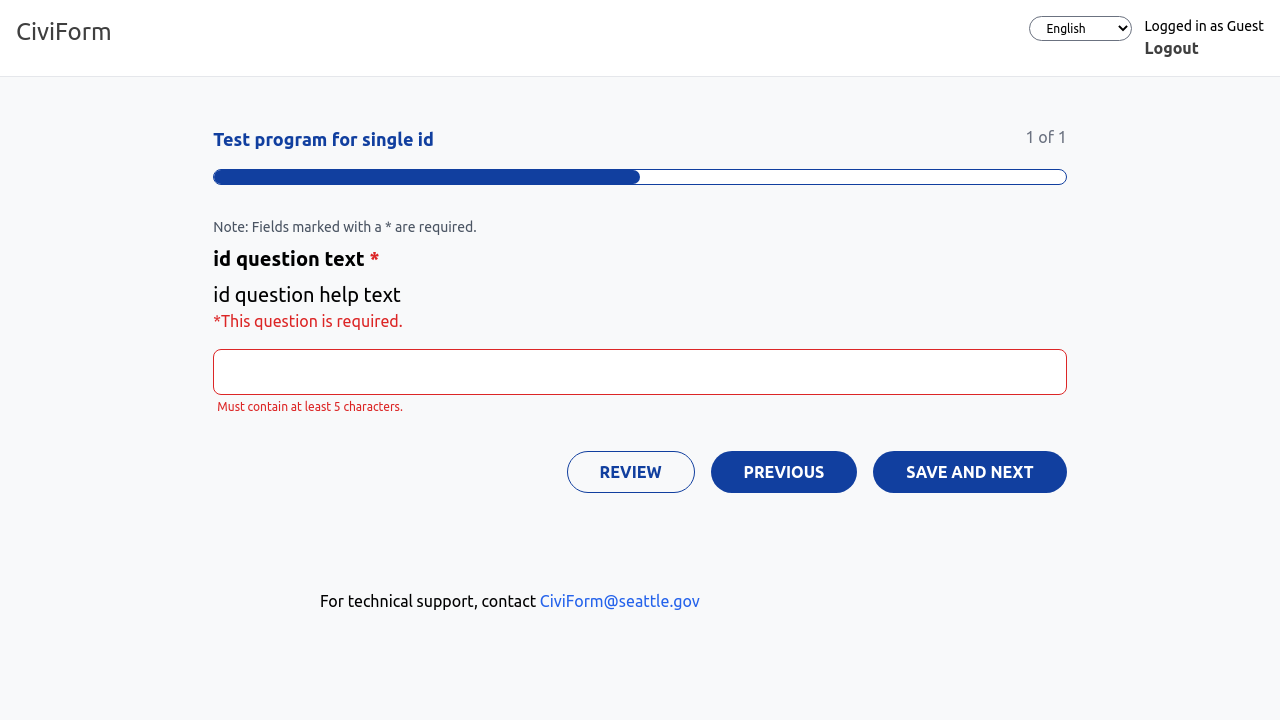 CiviForm
English
Logged in as Guest
Logout
Test program for single id
1 of 1
Note: Fields marked with a * are required.
id question text *
id question help text
*This question is required.
Must contain at least 5 characters.
REVIEW
PREVIOUS
SAVE AND NEXT
For technical support, contact CiviForm@seattle.gov